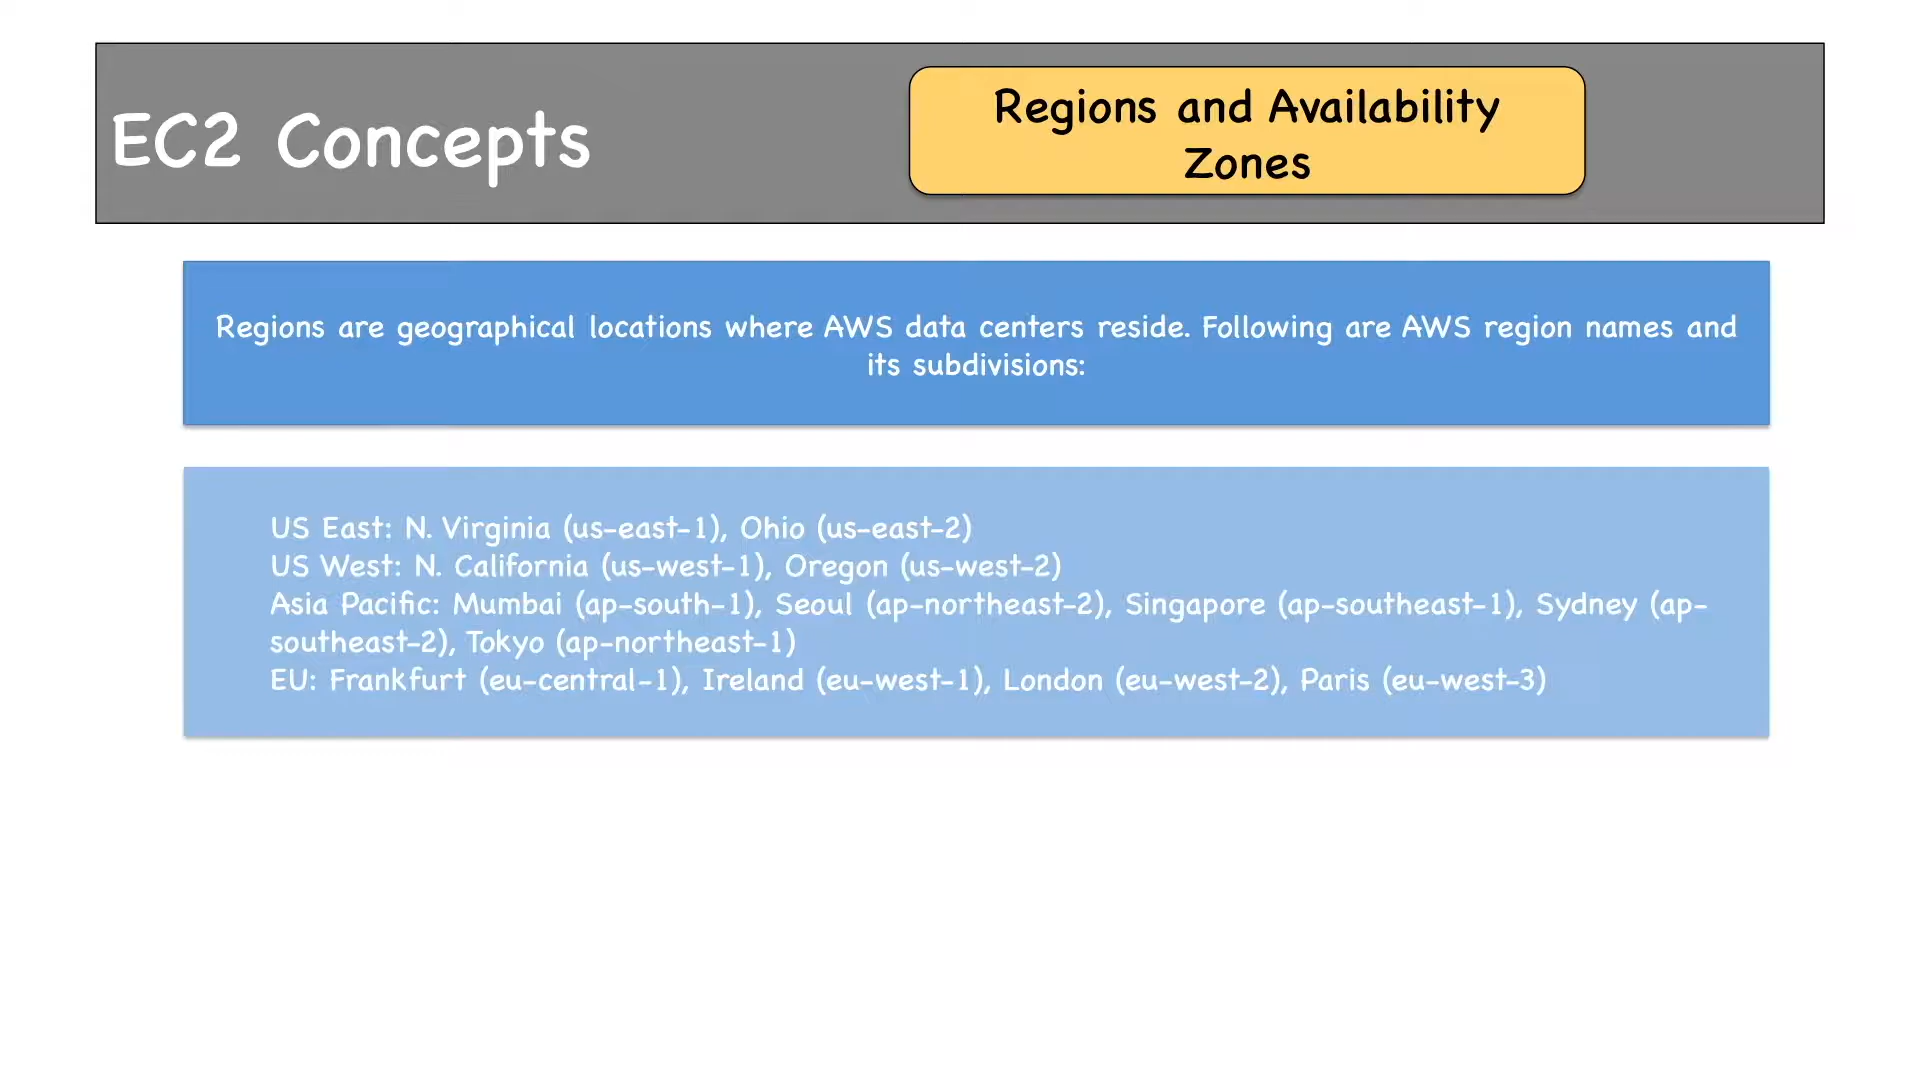 EC2 Concepts
Regions and Availability
Zones
Regions are geographical locations where AWS data centers reside. Following are AWS region names and
its subdivisions:
US East: N. Virginia (us-east-1), Ohio (us-east-2)
US West: N. California (us-west-1), Oregon (us-west-2)
Asia Pacific: Mumbai (ap-south-1), Seoul (ap-northeast-2), Singapore (ap-southeast-1), Sydney (ap-
southeast-2), Tokyo (ap-northeast-1)
EU: Frankfurt (eu-central-1), Ireland (eu-west-1), London (eu-west-2), Paris (eu-west-3)